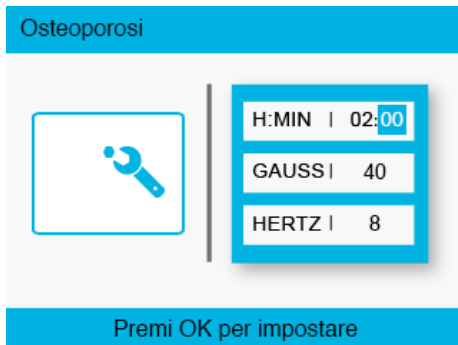 Osteoporosi
H:MIN | 02:00
GAUSS | 40
HERTZ | 8
Premi OK per impostare